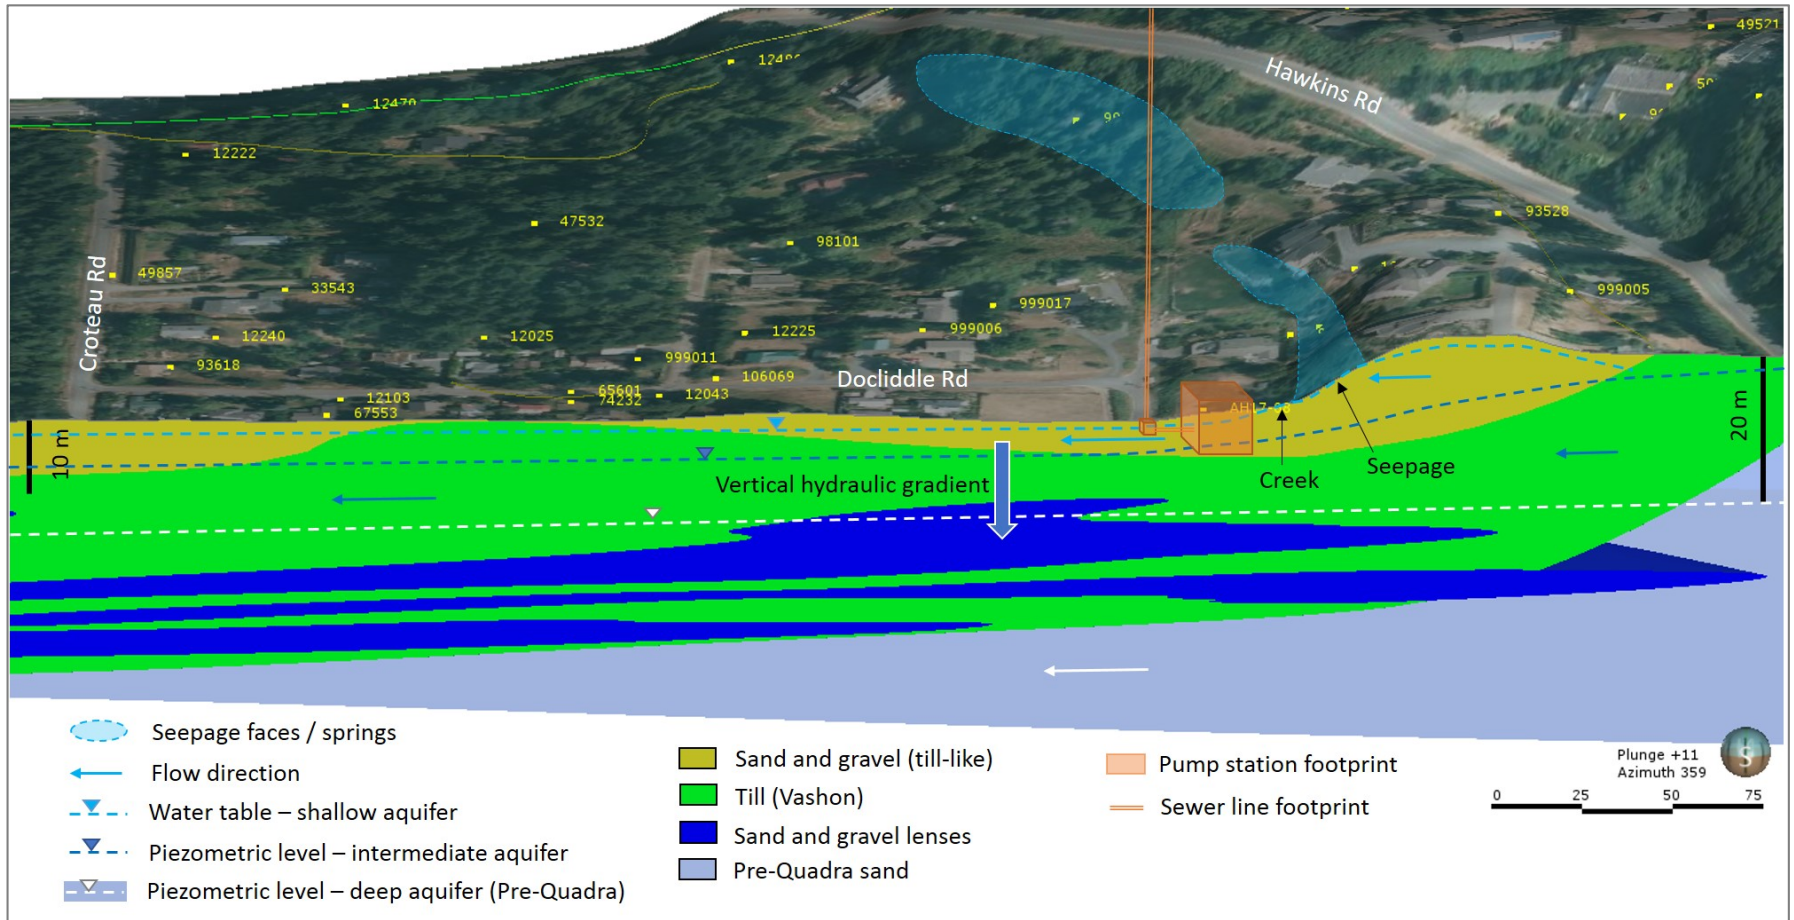 49521
12470
Hawkins Rd
12222
93528
47532
98101
49857
33543
999005
999017
Croteau Rd
12240
12025
12225
999006
93618
999011
106069
Docliddle Rd
65601
12103
74232
12043
67553
AH17-08
10 m
20 m
Seepage
Creek
Vertical hydraulic gradient
Seepage faces / springs
Flow direction
Water table – shallow aquifer
Piezometric level – intermediate aquifer
Piezometric level – deep aquifer (Pre-Quadra)
Sand and gravel (till-like)
Till (Vashon)
Sand and gravel lenses
Pre-Quadra sand
Pump station footprint
Sewer line footprint
Plunge +11
Azimuth 359
S
0 25 50 75